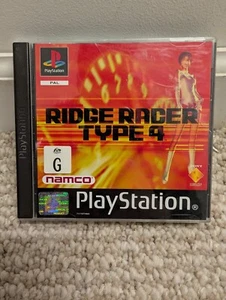 PlayStation
PAL
RIDGE RACER
TYPE 4
G
namco
PlayStation
PlayStation